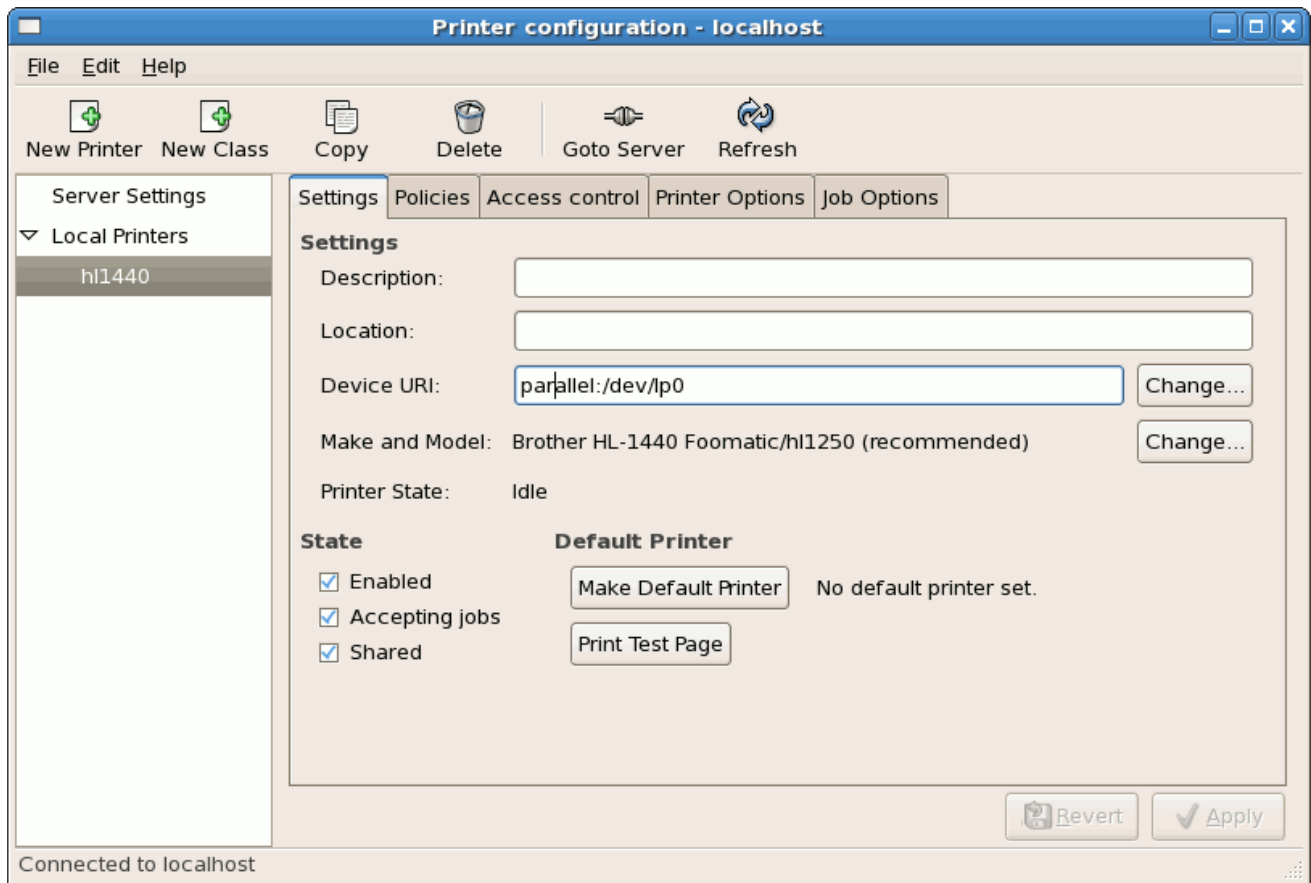 Printer configuration - localhost
File Edit Help
New Printer New Class Copy Delete Goto Server Refresh
Server Settings
Local Printers
hl1440
Settings Policies Access control Printer Options Job Options
Settings
Description:
Location:
Device URI: parallel:/dev/lp0 Change...
Make and Model: Brother HL-1440 Foomatic/hl1250 (recommended) Change...
Printer State: Idle
State Default Printer
Enabled Make Default Printer No default printer set.
Accepting jobs
Shared Print Test Page
Revert Apply
Connected to localhost